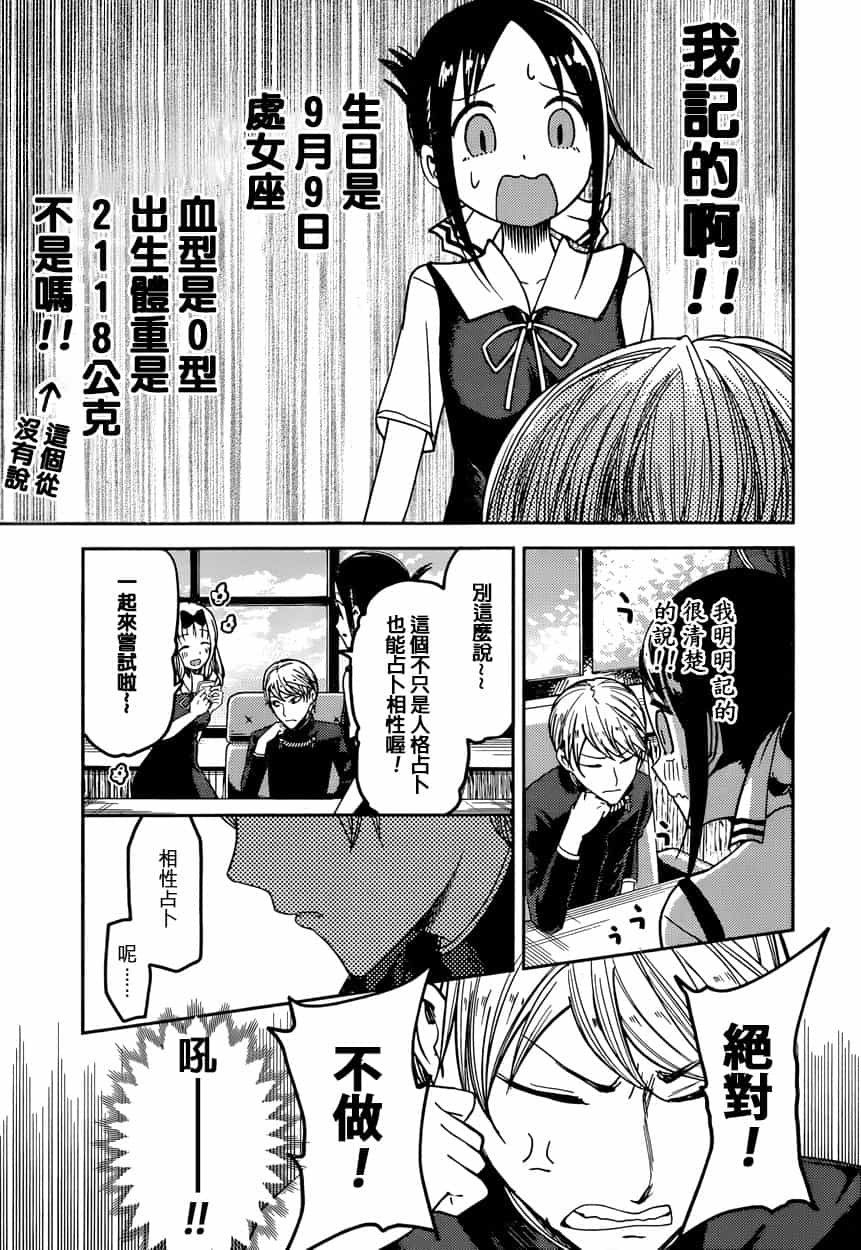 我記的啊!!
生日是
9月9日
處女座
血型是O型
出生體重是
2118公克
不是嗎!!
↑這個從
沒有說
我明明記的
很清楚
的說!!
別這麼說~
這個不只是人格占卜
也能占卜相性喔!
一起來嘗試啦~
相性占卜
呢……
絕對!
不做!
吼——!!